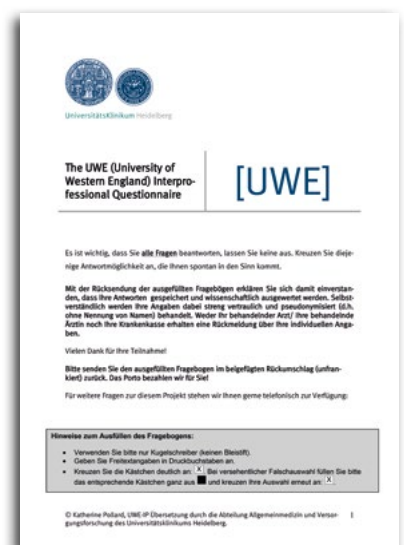 UniversitätsKlinikum Heidelberg
The UWE (University of
Western England) Interpro-
fessional Questionnaire
[UWE]
Es ist wichtig, dass Sie alle Fragen beantworten, lassen Sie keine aus. Kreuzen Sie dieje-
nige Antwortmöglichkeit an, die Ihnen spontan in den Sinn kommt.
Mit der Rücksendung der ausgefüllten Fragebögen erklären Sie sich damit einverstan-
den, dass Ihre Antworten gespeichert und wissenschaftlich ausgewertet werden. Selbst-
verständlich werden Ihre Angaben dabei streng vertraulich und pseudonymisiert (d.h.
ohne Nennung von Namen) behandelt. Weder Ihr behandelnder Arzt/ Ihre behandelnde
Ärztin noch Ihre Krankenkasse erhalten eine Rückmeldung über Ihre individuellen Anga-
ben.
Vielen Dank für Ihre Teilnahme!
Bitte senden Sie den ausgefüllten Fragebogen im beigefügten Rückumschlag (unfran-
kiert) zurück. Das Porto bezahlen wir für Sie!
Für weitere Fragen zu diesem Projekt stehen wir Ihnen gerne telefonisch zur Verfügung:
Hinweise zum Ausfüllen des Fragebogens:
• Verwenden Sie bitte nur Kugelschreiber (keinen Bleistift).
• Geben Sie Freitextangaben in Druckbuchstaben an.
• Kreuzen Sie die Kästchen deutlich an: X. Bei versehentlicher Falschauswahl füllen Sie bitte
das entsprechende Kästchen ganz aus ■ und kreuzen Ihre Auswahl erneut an: X.
© Katherine Pollard, UWE-IP Übersetzung durch die Abteilung Allgemeinmedizin und Versor- 1
gungsforschung des Universitätsklinikums Heidelberg.